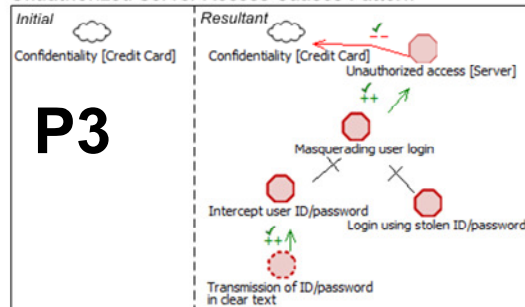 Initial
Resultant
Confidentiality [Credit Card]
Confidentiality [Credit Card]
--
Unauthorized access [Server]
++
P3
Masquerading user login
Intercept user ID/password
Login using stolen ID/password
++
Transmission of ID/password
in clear text